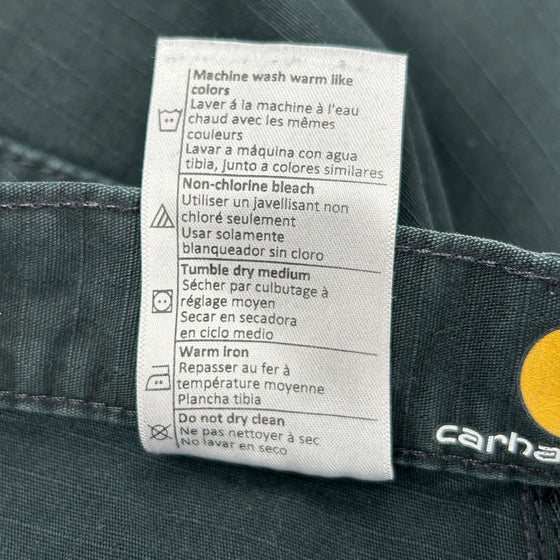 Machine wash warm like
colors
Laver á la machine à l'eau
chaud avec les mêmes
couleurs
Lavar a máquina con agua
tibia, junto a colores similares
Non-chlorine bleach
Utiliser un javellisant non
chloré seulement
Usar solamente
blanqueador sin cloro
Tumble dry medium
Sécher par culbutage à
réglage moyen
Secar en secadora
en ciclo medio
Warm iron
Repasser au fer à
température moyenne
Plancha tibia
Do not dry clean
Ne pas nettoyer à sec
No lavar en seco
carha